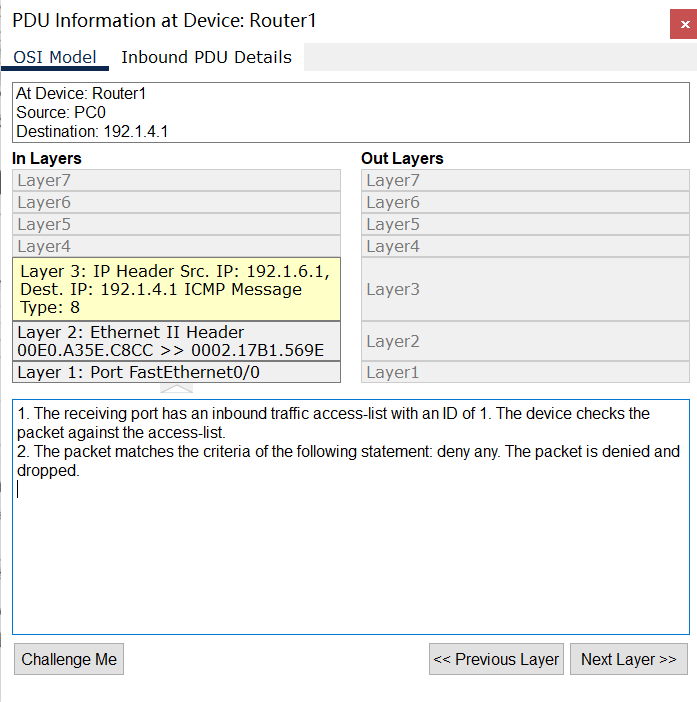 PDU Information at Device: Router1
×
OSI Model
Inbound PDU Details
At Device: Router1
Source: PC0
Destination: 192.1.4.1
In Layers
Layer7
Layer6
Layer5
Layer4
Layer 3: IP Header Src. IP: 192.1.6.1,
Dest. IP: 192.1.4.1 ICMP Message
Type: 8
Layer 2: Ethernet II Header
00E0.A35E.C8CC >> 0002.17B1.569E
Layer 1: Port FastEthernet0/0
Out Layers
Layer7
Layer6
Layer5
Layer4
Layer3
Layer2
Layer1
1. The receiving port has an inbound traffic access-list with an ID of 1. The device checks the
packet against the access-list.
2. The packet matches the criteria of the following statement: deny any. The packet is denied and
dropped.
Challenge Me
<< Previous Layer
Next Layer >>